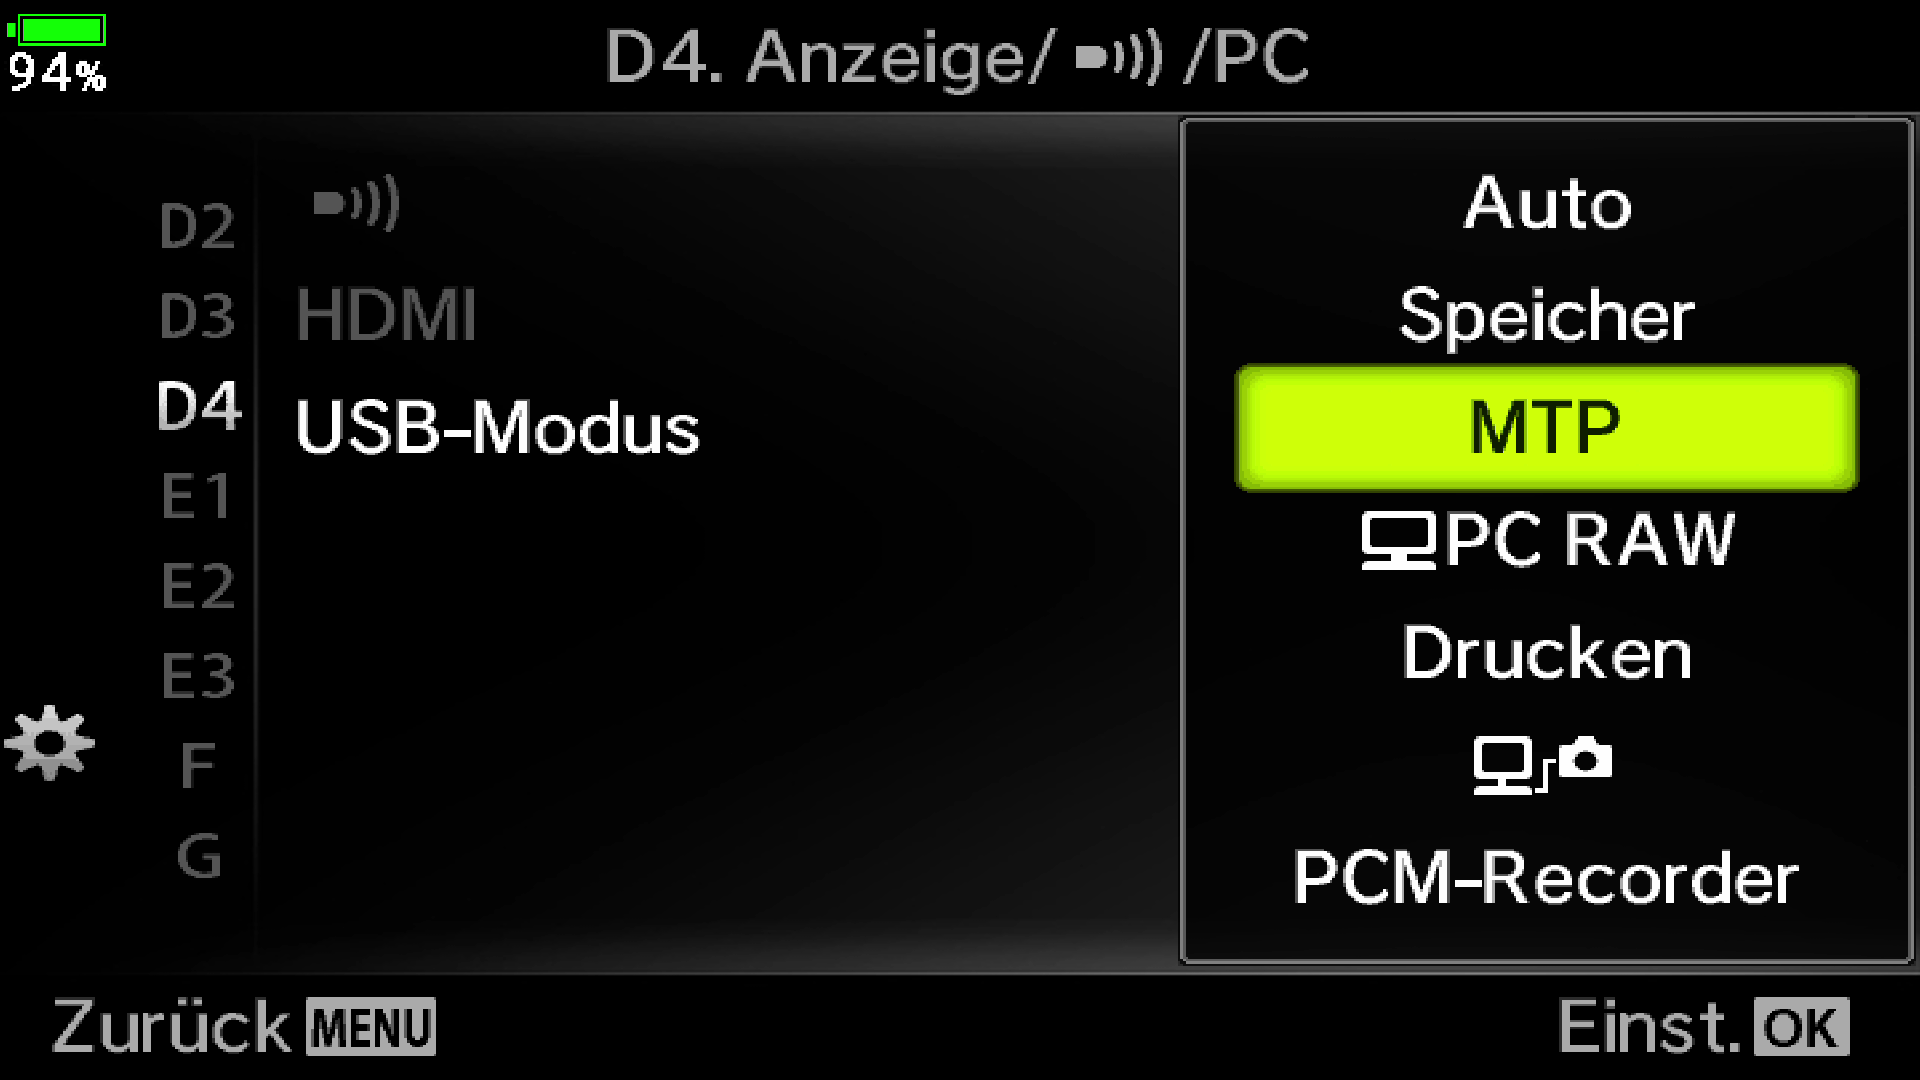 94%
D4. Anzeige/ /PC
D2
D3
HDMI
D4
USB-Modus
E1
E2
E3
F
G
Auto
Speicher
MTP
PC RAW
Drucken
PCM-Recorder
Zurück MENU
Einst. OK